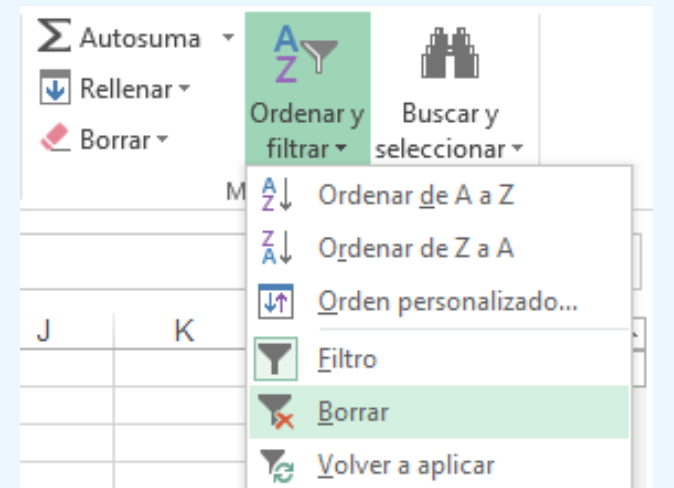 Autosuma
Rellenar
Borrar
Ordenar y
filtrar
Buscar y
seleccionar
M
Ordenar de A a Z
Ordenar de Z a A
Orden personalizado...
Filtro
Borrar
Volver a aplicar
J K